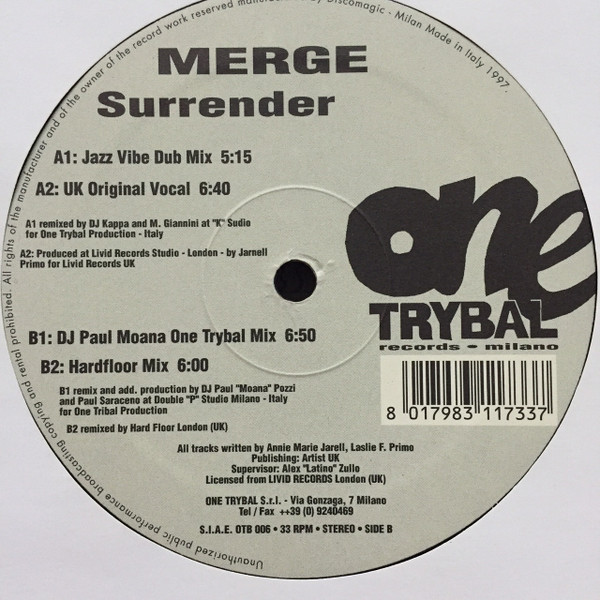 Unauthorized public performance broadcasting copying and rental prohibited. All rights of the manufacturer and of the owner of the record work reserved manufactured by Discomagic - Milan Made in Italy 1997.
MERGE
Surrender
A1: Jazz Vibe Dub Mix 5:15
A2: UK Original Vocal 6:40
A1 remixed by DJ Kappa and M. Giannini at "K" Sudio
for One Trybal Production - Italy
A2: Produced at Livid Records Studio - London - by Jarnell
Primo for Livid Records UK
one
TRYBAL
records • milano
B1: DJ Paul Moana One Trybal Mix 6:50
B2: Hardfloor Mix 6:00
B1 remix and add. production by DJ Paul "Moana" Pozzi
and Paul Saraceno at Double "P" Studio Milano - Italy
for One Tribal Production
B2 remixed by Hard Floor London (UK)
8 017983 117337
All tracks written by Annie Marie Jarell, Laslie F. Primo
Publishing: Artist UK
Supervisor: Alex "Latino" Zullo
Licensed from LIVID RECORDS London (UK)
ONE TRYBAL S.r.l. - Via Gonzaga, 7 Milano
Tel / Fax ++39 (0) 9240469
S.I.A.E. OTB 006 • 33 RPM • STEREO • SIDE B